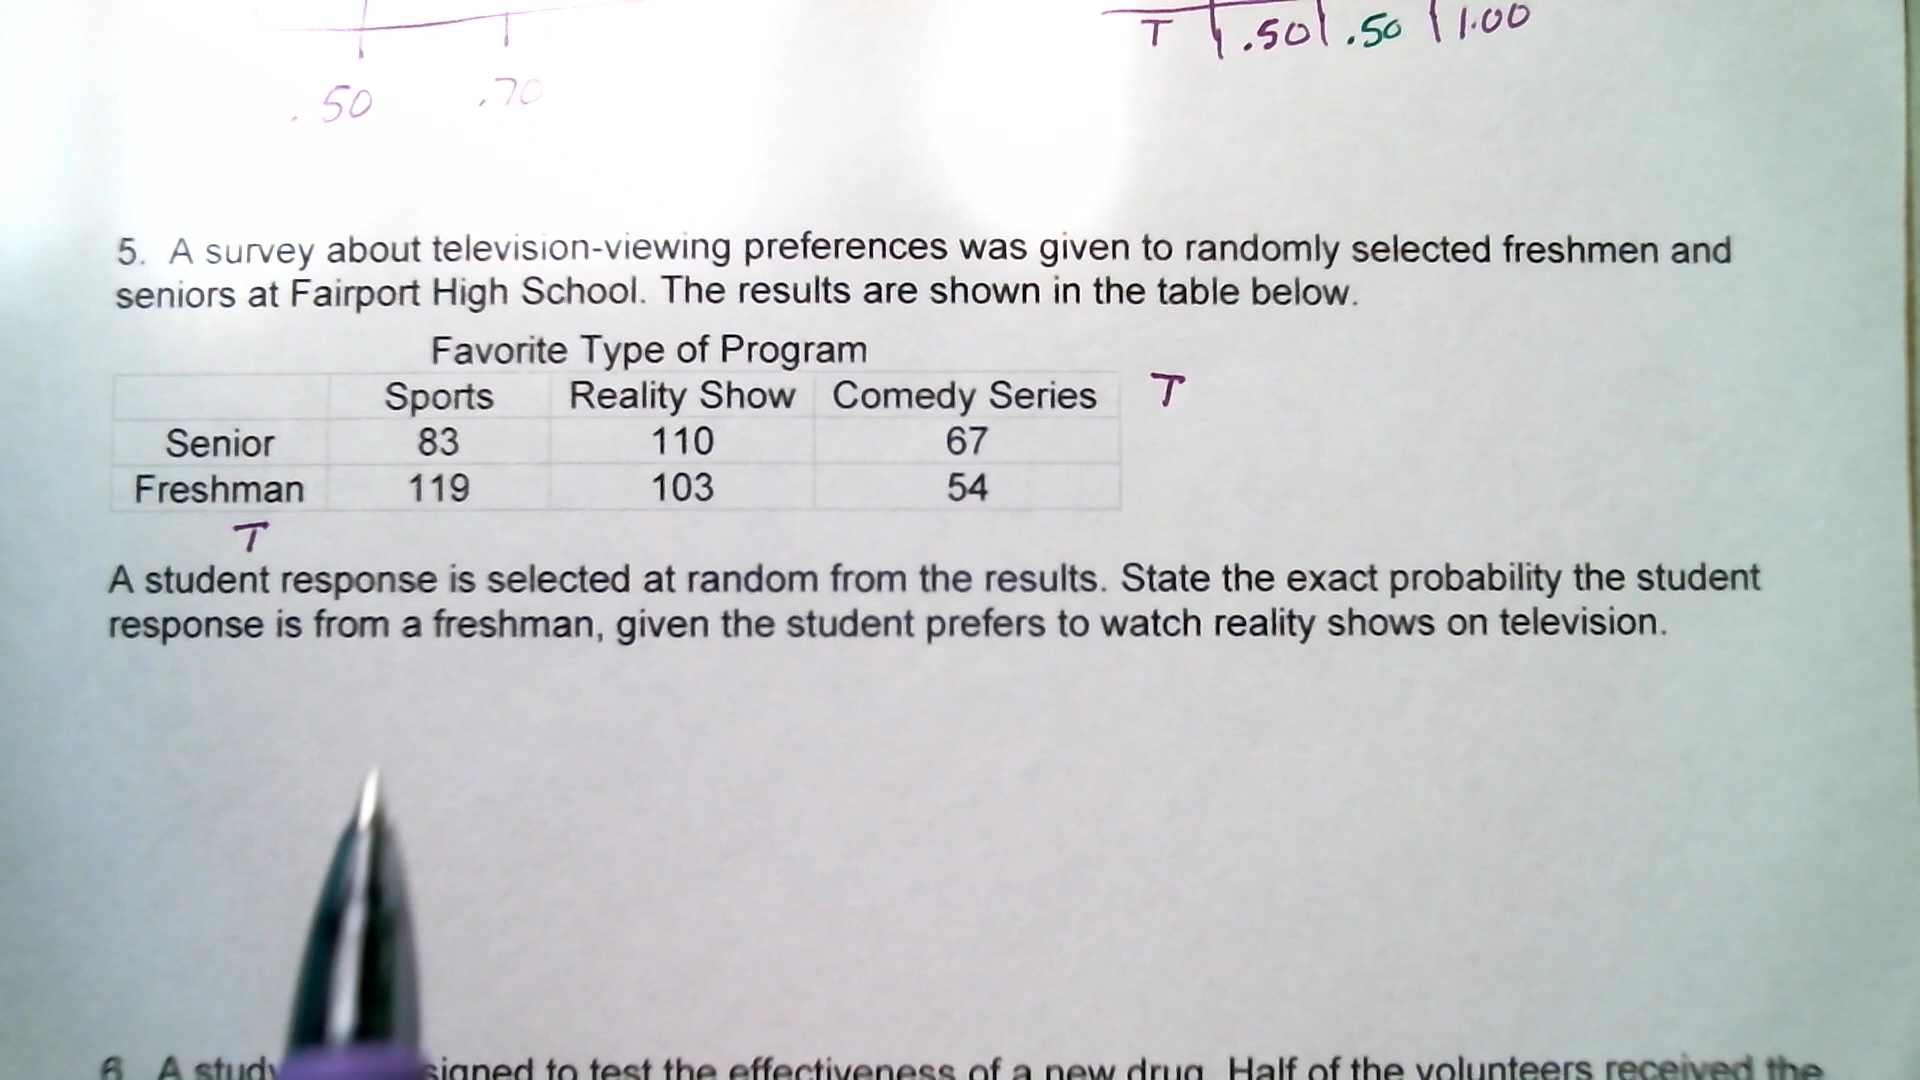 T .50 .50 1.00
.50 .70
5. A survey about television-viewing preferences was given to randomly selected freshmen and
seniors at Fairport High School. The results are shown in the table below.
Favorite Type of Program
Sports Reality Show Comedy Series T
Senior 83 110 67
Freshman 119 103 54
T
A student response is selected at random from the results. State the exact probability the student
response is from a freshman, given the student prefers to watch reality shows on television.
6. A study signed to test the effectiveness of a new drug. Half of the volunteers received the